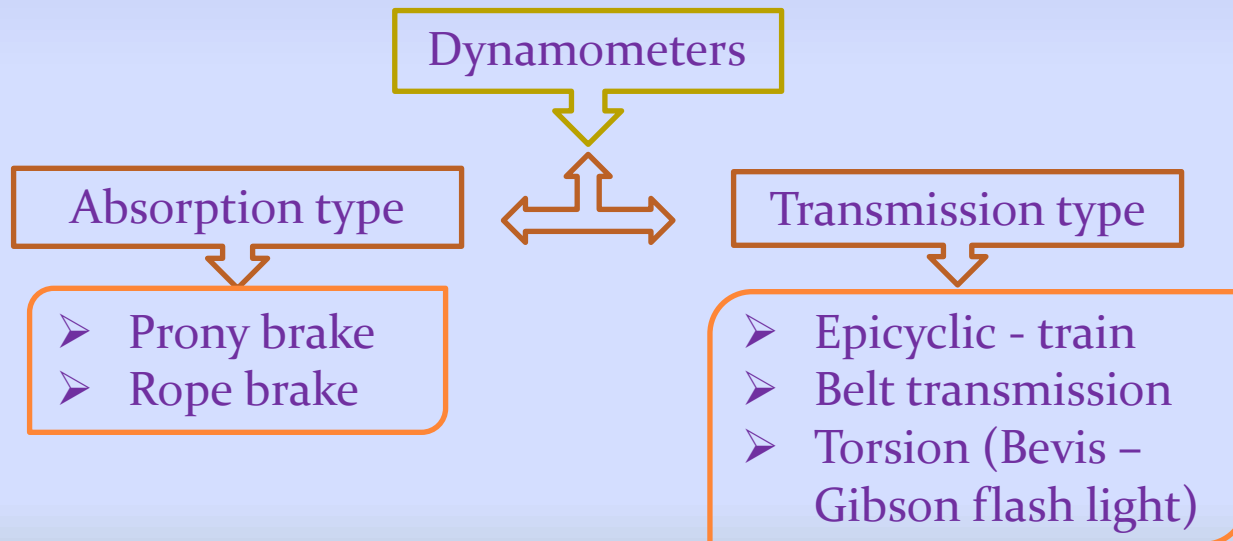 Dynamometers
Absorption type
Transmission type
➢ Prony brake
➢ Rope brake
➢ Epicyclic - train
➢ Belt transmission
➢ Torsion (Bevis –
Gibson flash light)